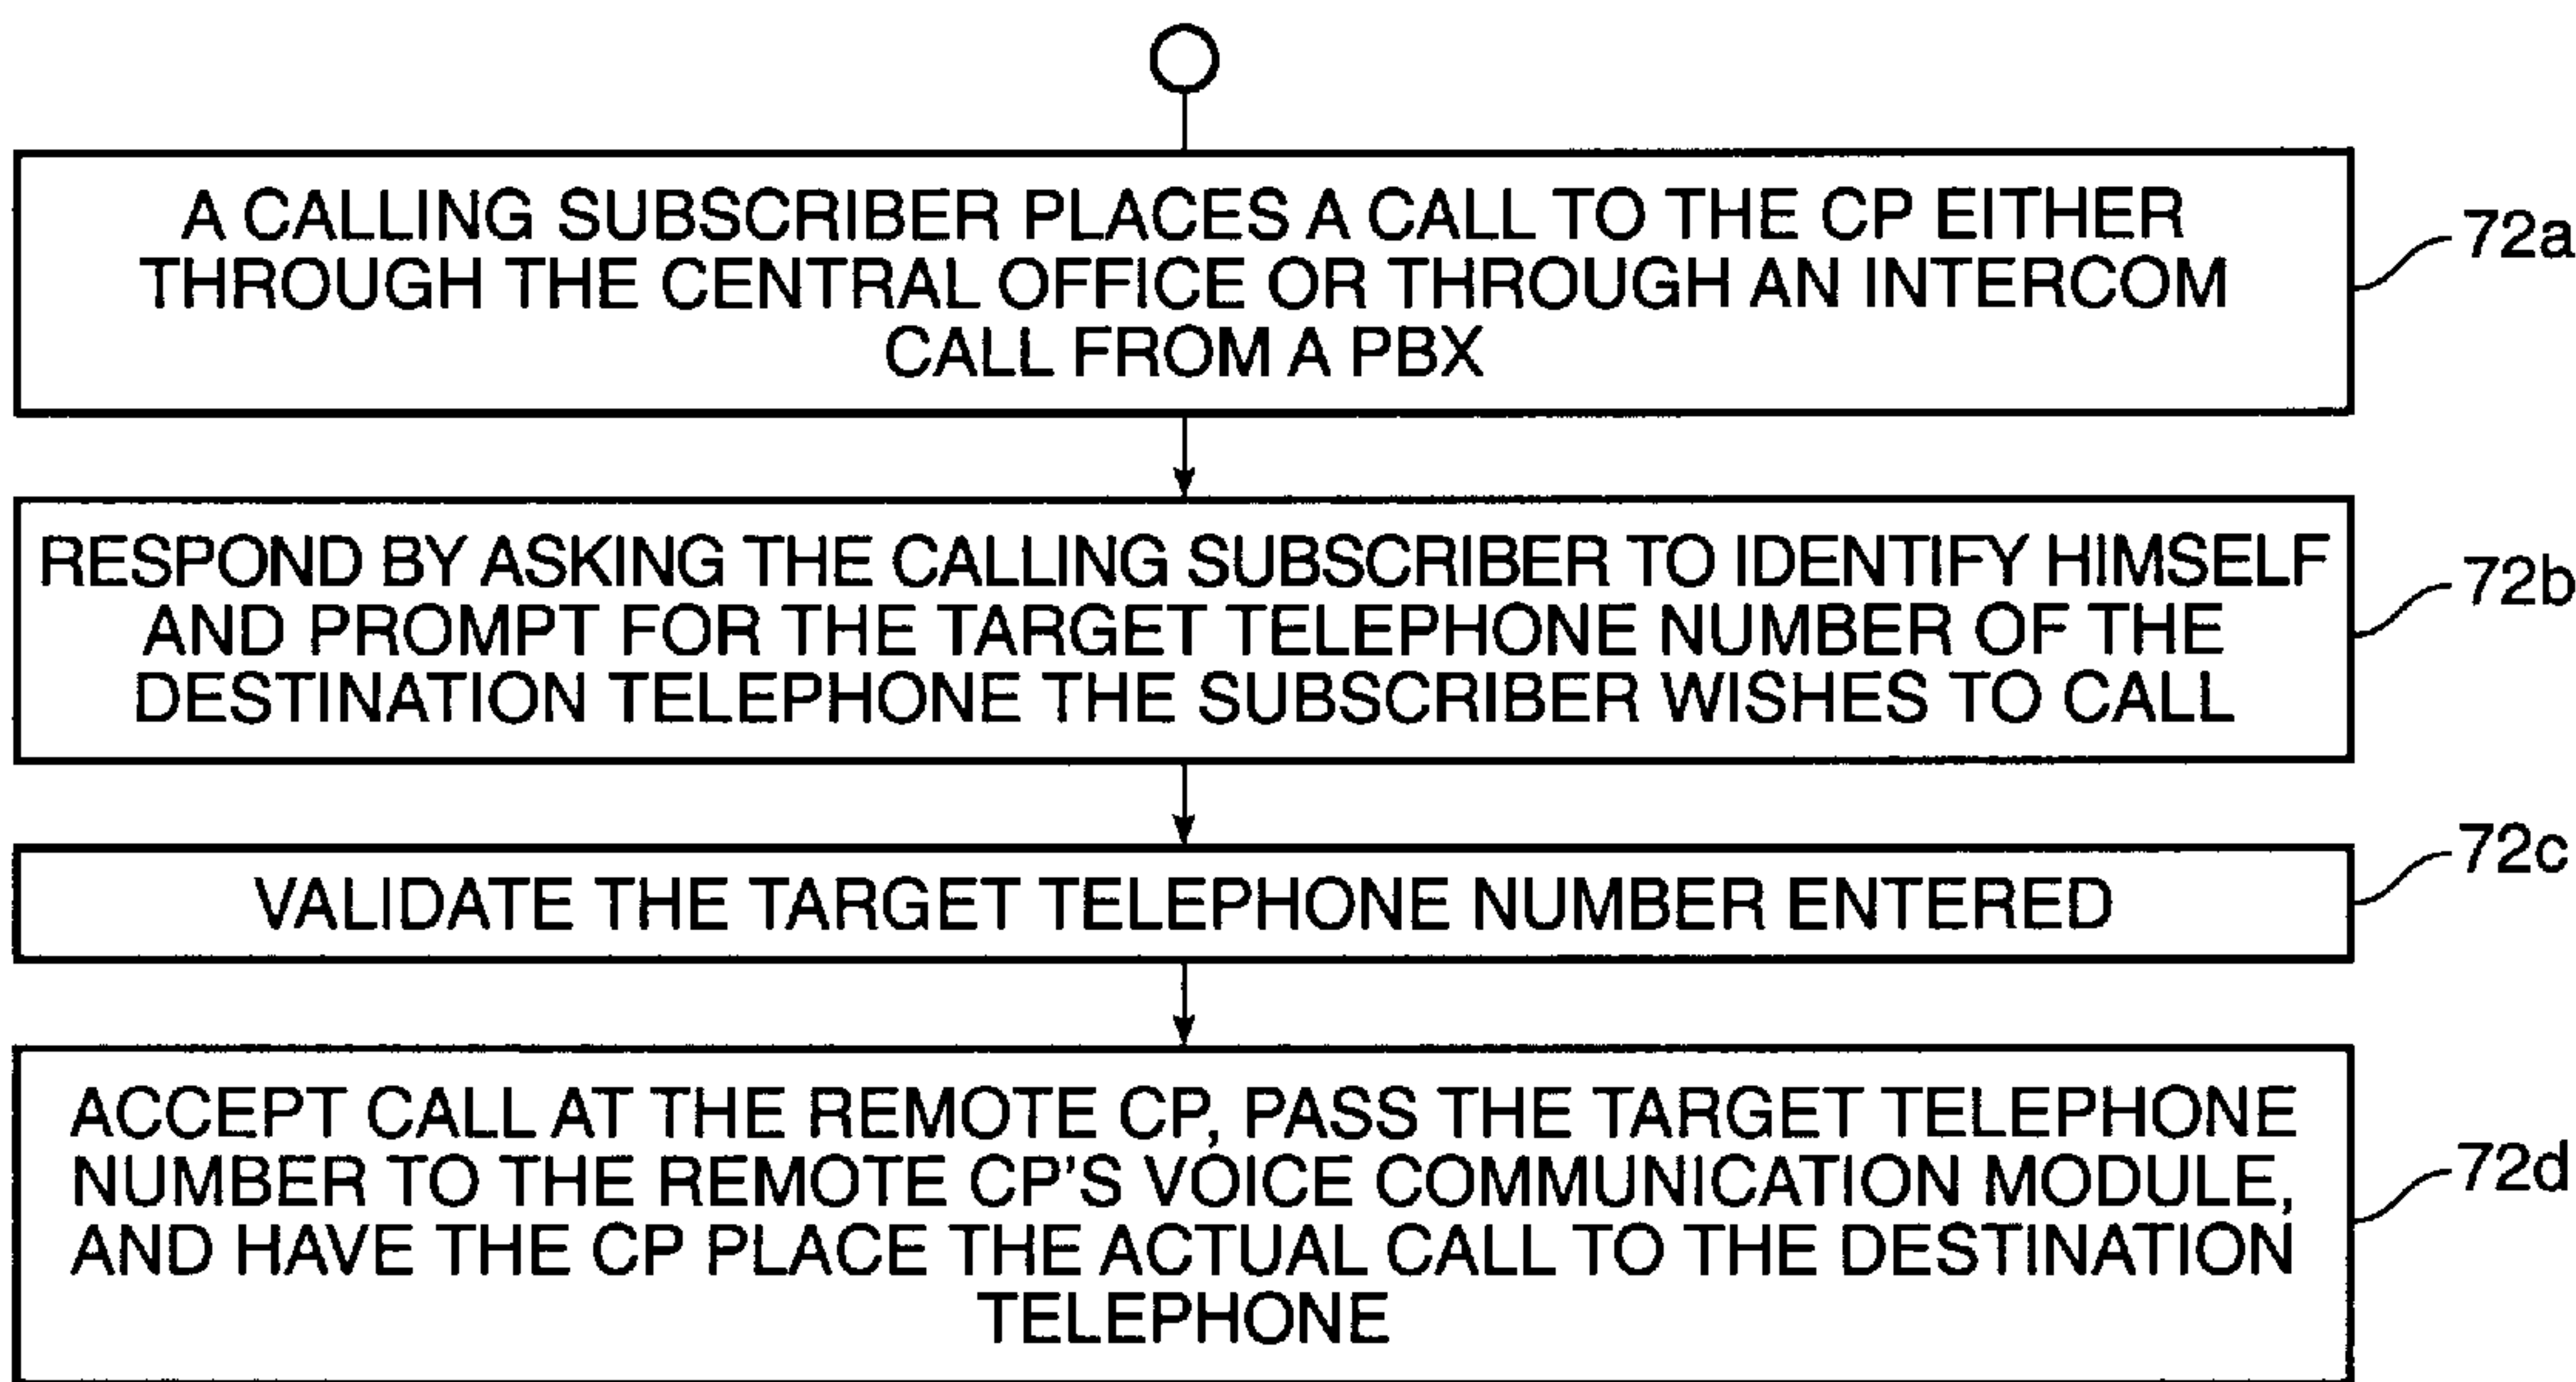 A CALLING SUBSCRIBER PLACES A CALL TO THE CP EITHER
THROUGH THE CENTRAL OFFICE OR THROUGH AN INTERCOM
CALL FROM A PBX
72a
RESPOND BY ASKING THE CALLING SUBSCRIBER TO IDENTIFY HIMSELF
AND PROMPT FOR THE TARGET TELEPHONE NUMBER OF THE
DESTINATION TELEPHONE THE SUBSCRIBER WISHES TO CALL
72b
VALIDATE THE TARGET TELEPHONE NUMBER ENTERED
72c
ACCEPT CALL AT THE REMOTE CP, PASS THE TARGET TELEPHONE
NUMBER TO THE REMOTE CP'S VOICE COMMUNICATION MODULE,
AND HAVE THE CP PLACE THE ACTUAL CALL TO THE DESTINATION
TELEPHONE
72d